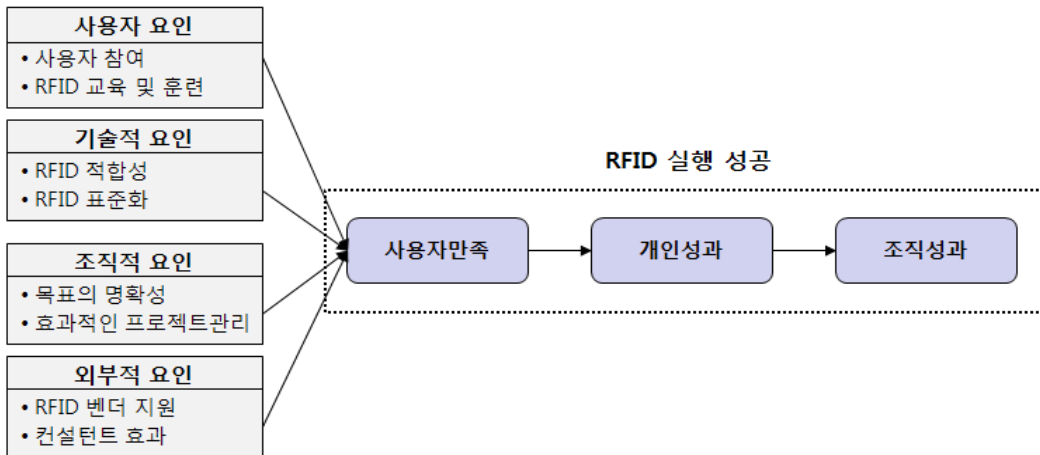 사용자 요인
• 사용자 참여
• RFID 교육 및 훈련
기술적 요인
• RFID 적합성
• RFID 표준화
조직적 요인
• 목표의 명확성
• 효과적인 프로젝트관리
외부적 요인
• RFID 벤더 지원
• 컨설턴트 효과
RFID 실행 성공
사용자만족
개인성과
조직성과